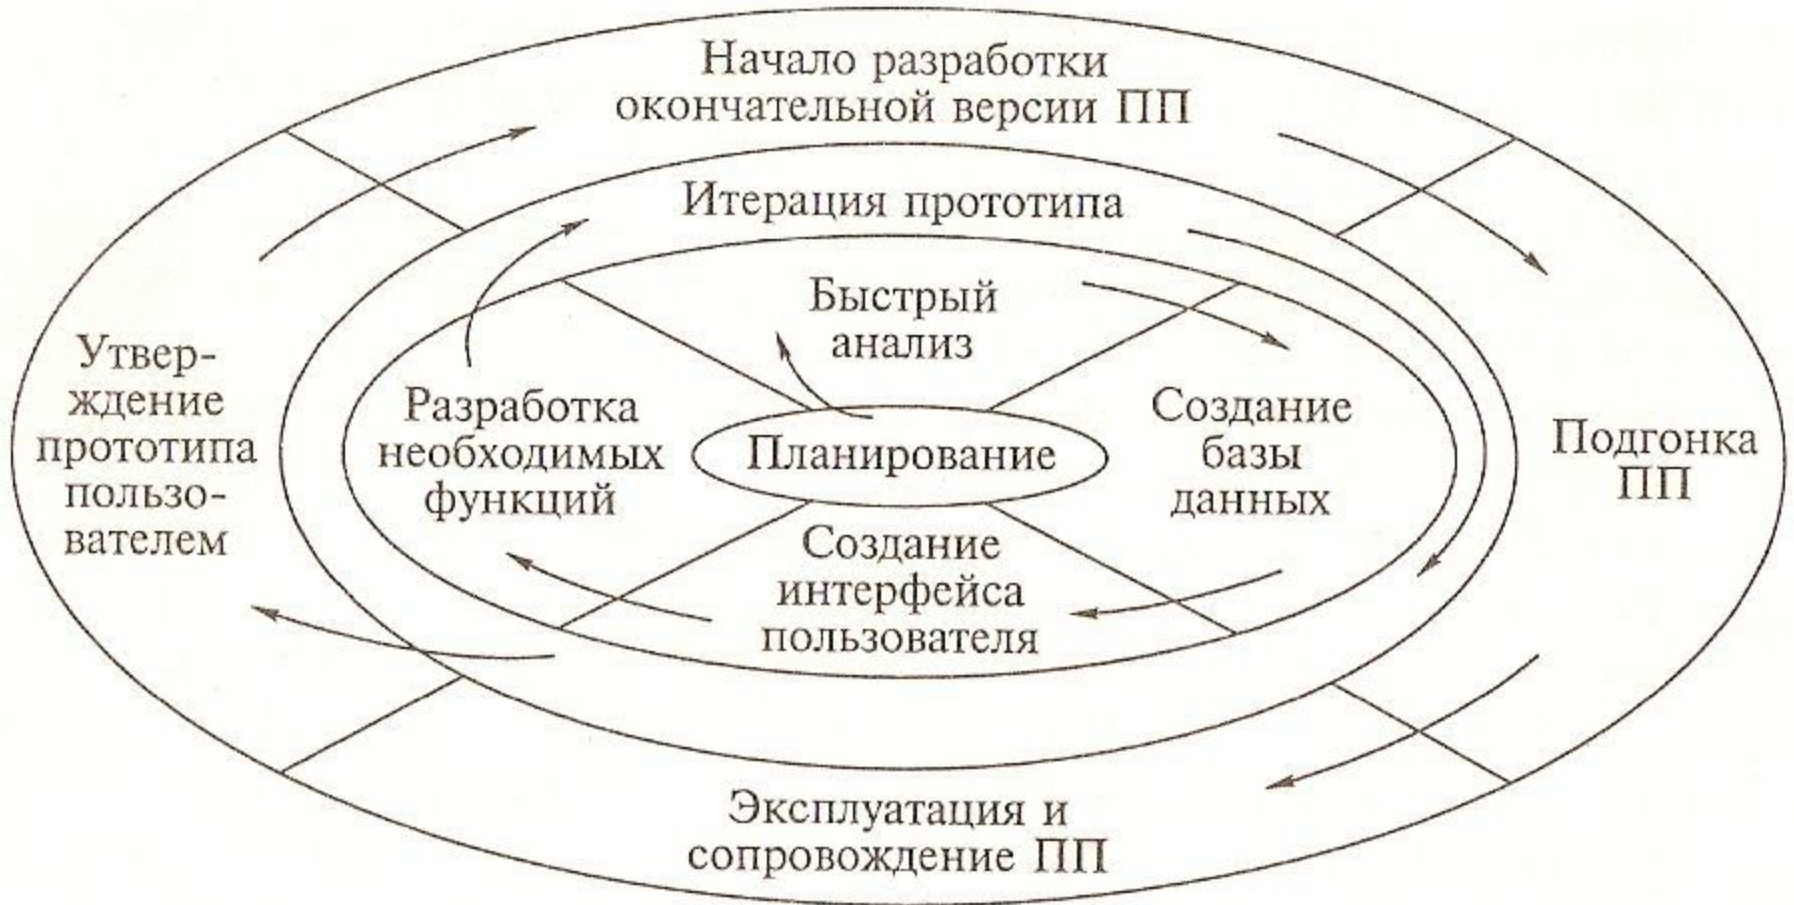 Начало разработки
окончательной версии ПП
Итерация прототипа
Быстрый
анализ
Утвер-
ждение
прототипа
пользо-
вателем
Разработка
необходимых
функций
Планирование
Создание
базы
данных
Подгонка
ПП
Создание
интерфейса
пользователя
Эксплуатация и
сопровождение ПП